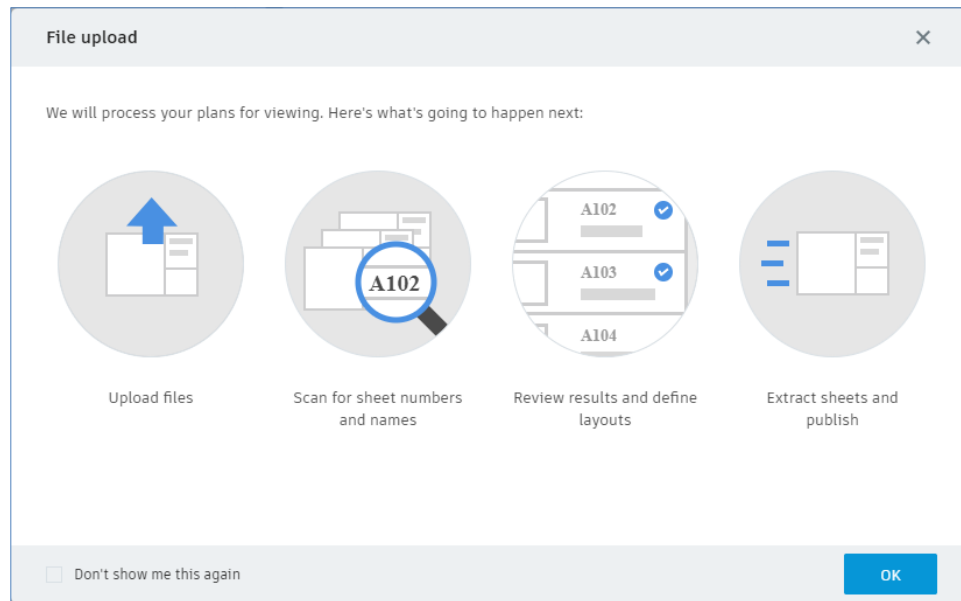 File upload
We will process your plans for viewing. Here's what's going to happen next:
A102
A102
A103
A104
Upload files
Scan for sheet numbers
and names
Review results and define
layouts
Extract sheets and
publish
Don't show me this again
OK